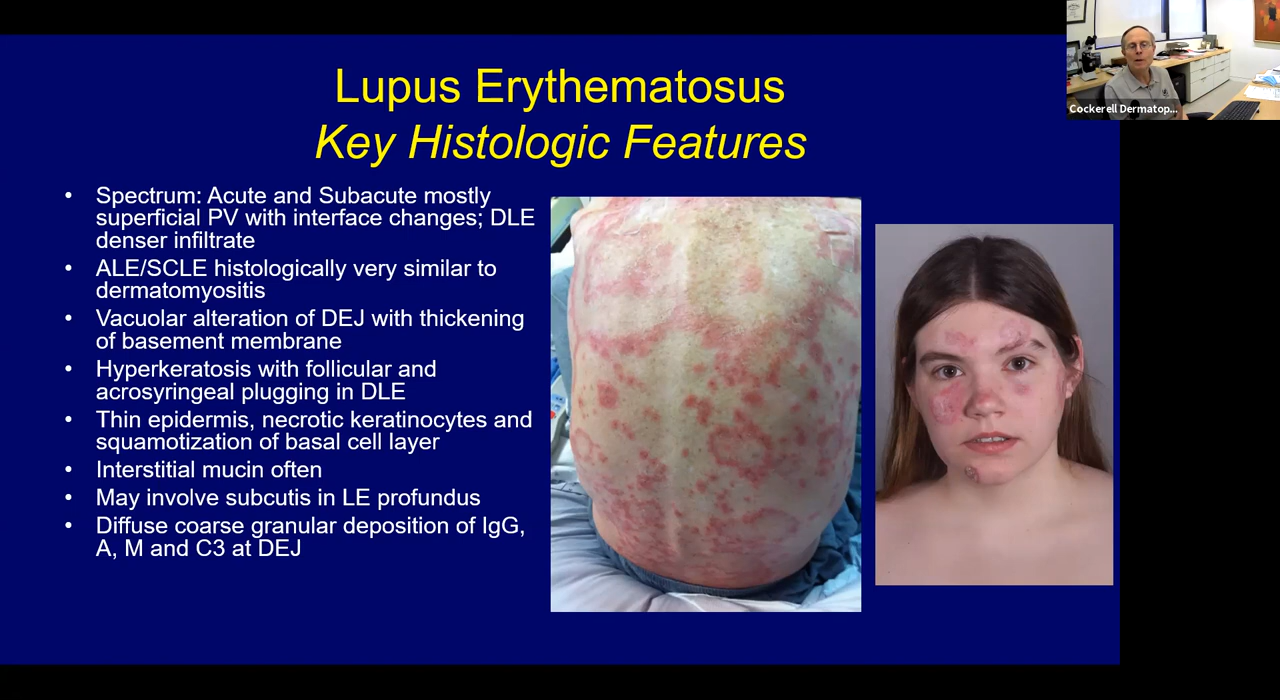 Lupus Erythematosus
Key Histologic Features
• Spectrum: Acute and Subacute mostly
superficial PV with interface changes; DLE
denser infiltrate
• ALE/SCLE histologically very similar to
dermatomyositis
• Vacuolar alteration of DEJ with thickening
of basement membrane
• Hyperkeratosis with follicular and
acrosyringeal plugging in DLE
• Thin epidermis, necrotic keratinocytes and
squamotization of basal cell layer
• Interstitial mucin often
• May involve subcutis in LE profundus
• Diffuse coarse granular deposition of IgG,
A, M and C3 at DEJ
Cockerell Dermatop...